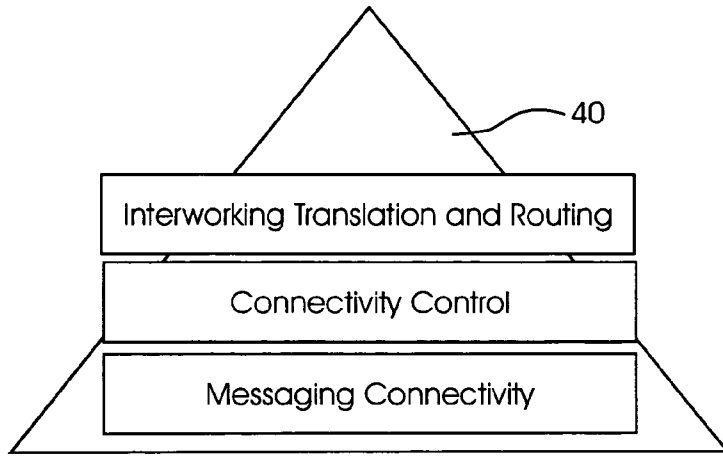 40
Interworking Translation and Routing
Connectivity Control
Messaging Connectivity